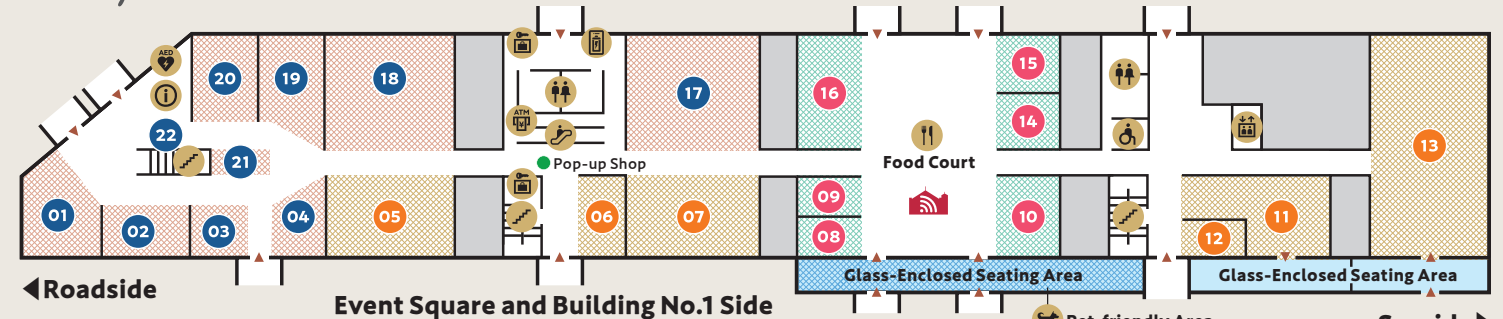 AED
20
19
18
17
16
15
14
13
22
21
ATM
Pop-up Shop
Food Court
01
02
03
04
05
06
07
09
08
10
12
11
Glass-Enclosed Seating Area
Glass-Enclosed Seating Area
Roadside
Event Square and Building No.1 Side